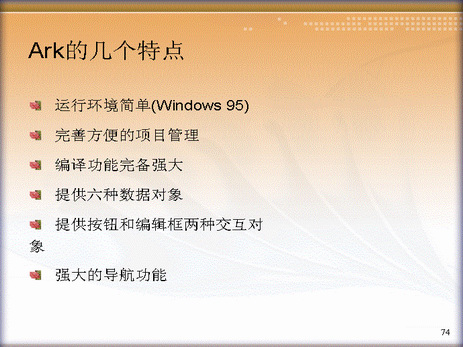 Ark的几个特点
运行环境简单(Windows 95)
完善方便的项目管理
编译功能完备强大
提供六种数据对象
提供按钮和编辑框两种交互对
象
强大的导航功能
74